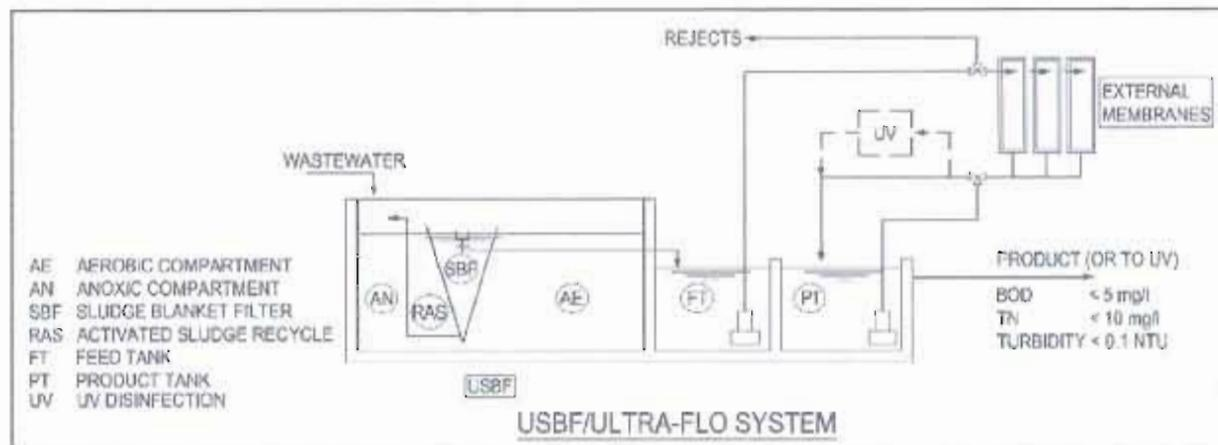 REJECTS
EXTERNAL
MEMBRANES
UV
WASTEWATER
SBF
AN
RAS
AE
FT
PT
AE AEROBIC COMPARTMENT
AN ANOXIC COMPARTMENT
SBF SLUDGE BLANKET FILTER
RAS ACTIVATED SLUDGE RECYCLE
FT FEED TANK
PT PRODUCT TANK
UV UV DISINFECTION
PRODUCT (OR TO UV)
BOD < 5 mg/l
TN < 10 mg/l
TURBIDITY < 0.1 NTU
USBF
USBF/ULTRA-FLO SYSTEM